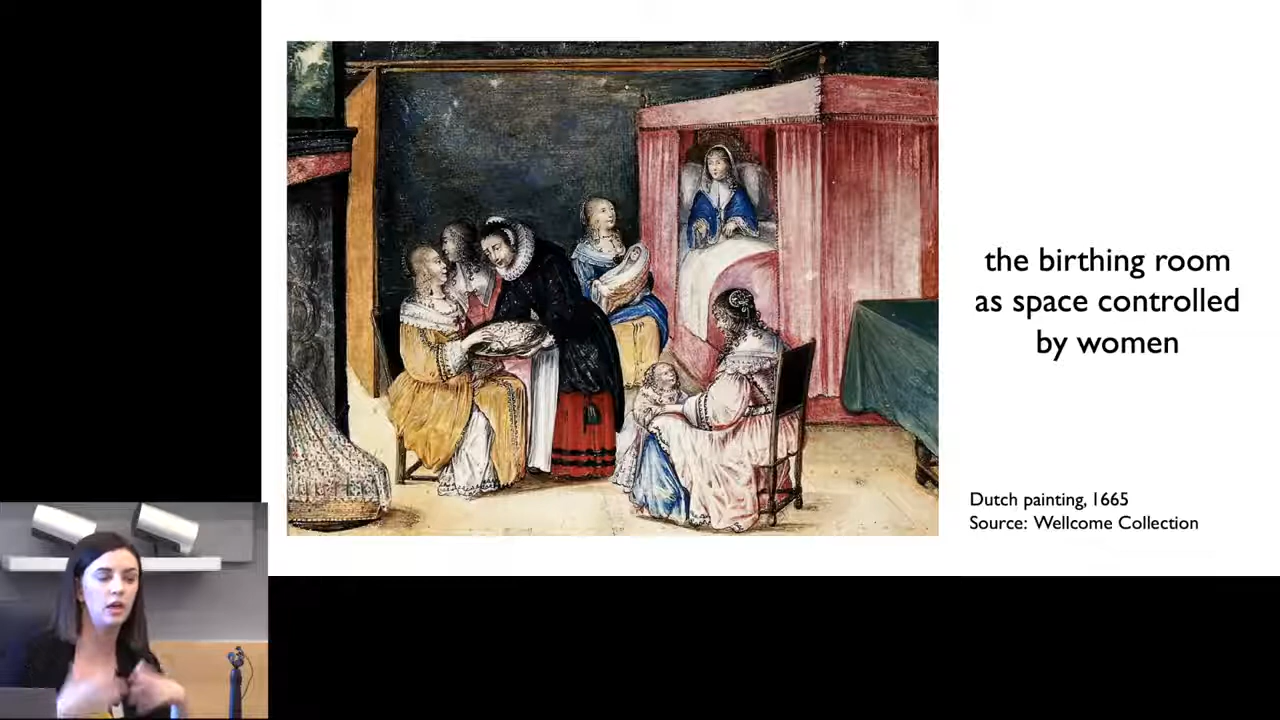 the birthing room
as space controlled
by women
Dutch painting, 1665
Source: Wellcome Collection